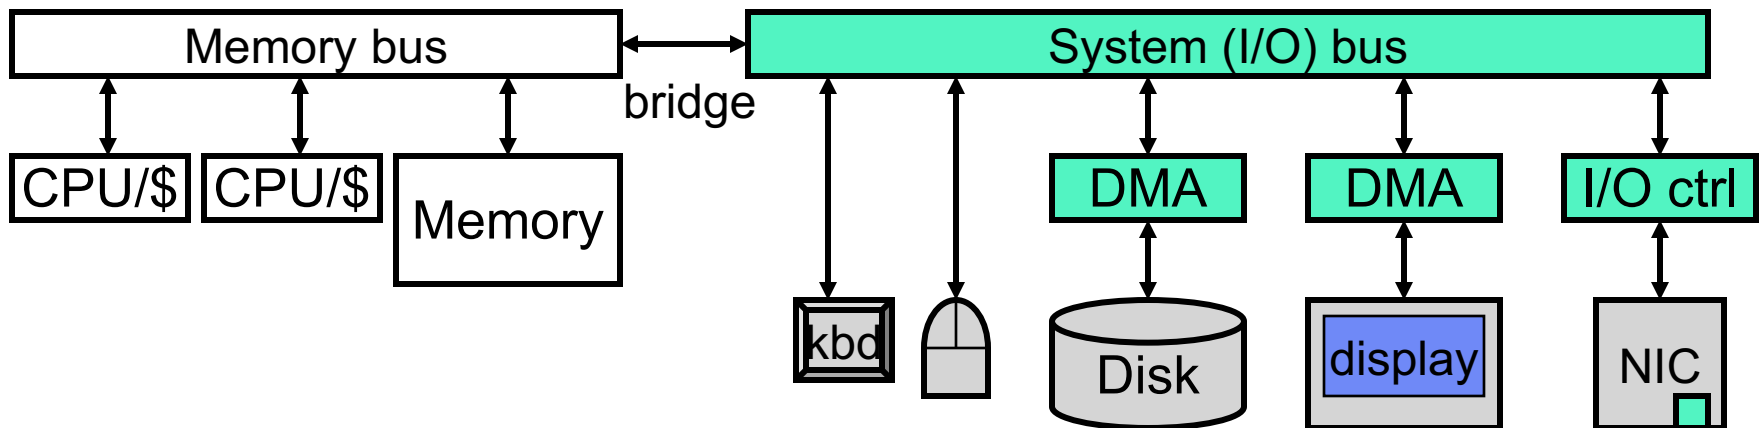 Memory bus
System (I/O) bus
bridge
CPU/$
CPU/$
Memory
DMA
DMA
I/O ctrl
kbd
Disk
display
NIC